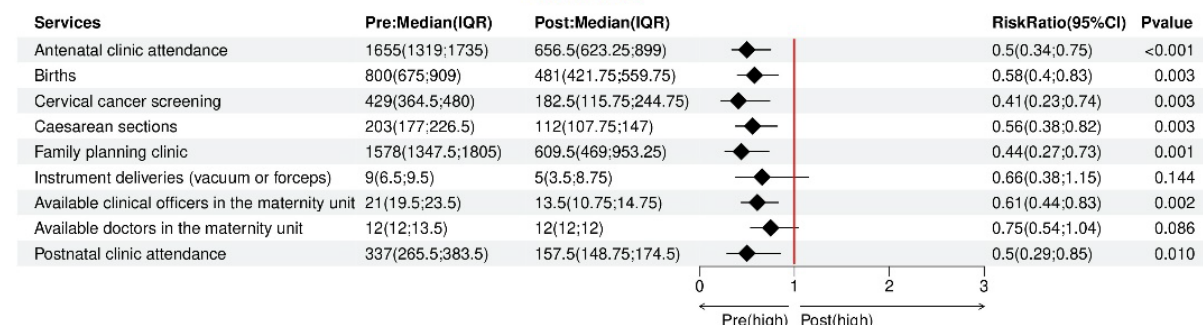 Services Pre:Median(IQR) Post:Median(IQR) RiskRatio(95%CI) Pvalue
Antenatal clinic attendance 1655(1319;1735) 656.5(623.25;899) 0.5(0.34;0.75) <0.001
Births 800(675;909) 481(421.75;559.75) 0.58(0.4;0.83) 0.003
Cervical cancer screening 429(364.5;480) 182.5(115.75;244.75) 0.41(0.23;0.74) 0.003
Caesarean sections 203(177;226.5) 112(107.75;147) 0.56(0.38;0.82) 0.003
Family planning clinic 1578(1347.5;1805) 609.5(469;953.25) 0.44(0.27;0.73) 0.001
Instrument deliveries (vacuum or forceps) 9(6.5;9.5) 5(3.5;8.75) 0.66(0.38;1.15) 0.144
Available clinical officers in the maternity unit 21(19.5;23.5) 13.5(10.75;14.75) 0.61(0.44;0.83) 0.002
Available doctors in the maternity unit 12(12;13.5) 12(12;12) 0.75(0.54;1.04) 0.086
Postnatal clinic attendance 337(265.5;383.5) 157.5(148.75;174.5) 0.5(0.29;0.85) 0.010
0 1 2 3
Pre(high) Post(high)